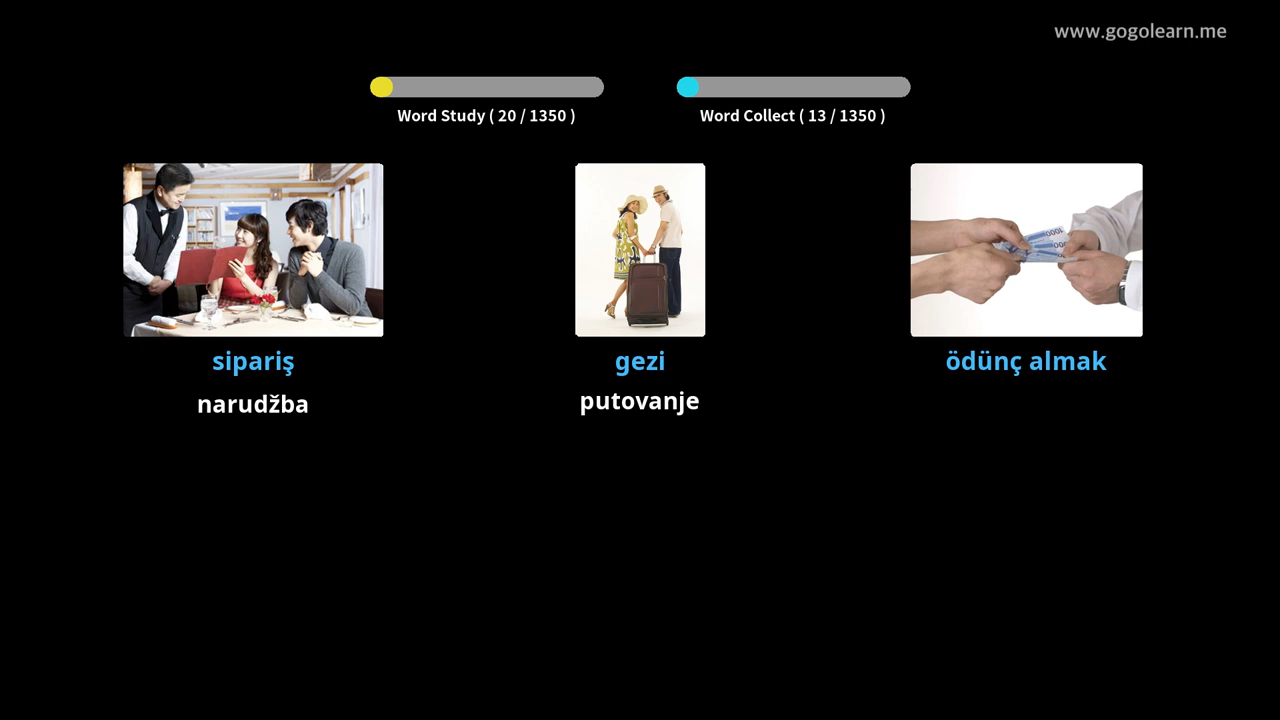 www.gogolearn.me
Word Study ( 20 / 1350 )
Word Collect ( 13 / 1350 )
sipariş
gezi
ödünç almak
narudžba
putovanje